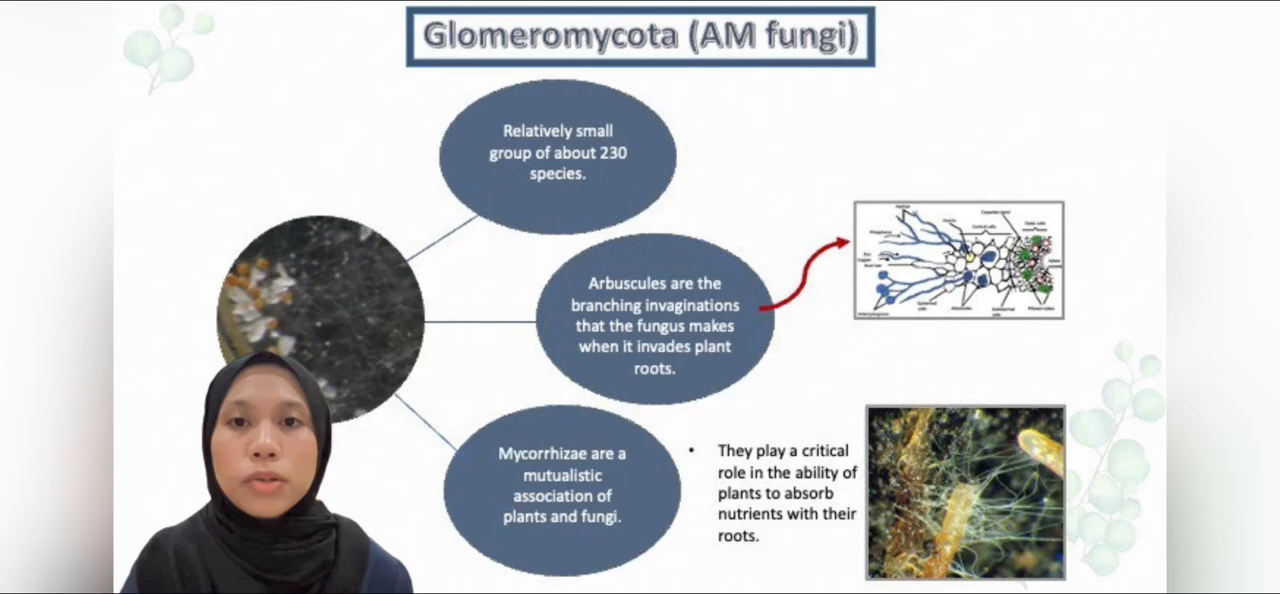 Glomeromycota (AM fungi)
Relatively small
group of about 230
species.
Arbuscules are the
branching invaginations
that the fungus makes
when it invades plant
roots.
Mycorrhizae are a
mutualistic
association of
plants and fungi.
• They play a critical
role in the ability of
plants to absorb
nutrients with their
roots.